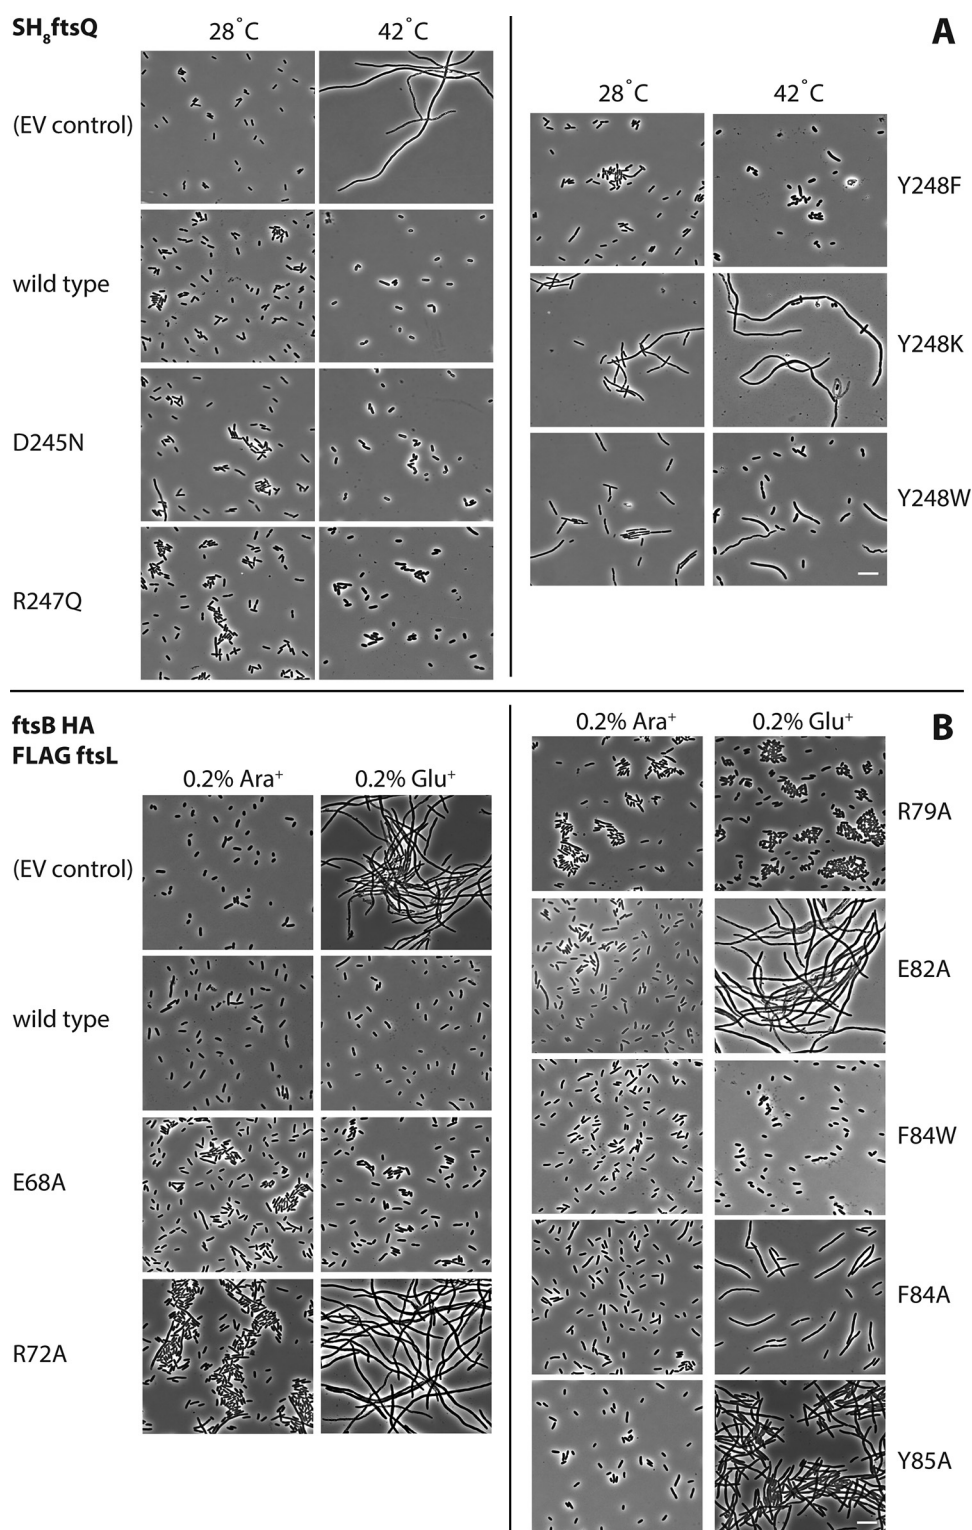 SH8ftsQ
28°C 42°C
(EV control)
wild type
D245N
R247Q
A
28°C 42°C
Y248F
Y248K
Y248W
ftsB HA
FLAG ftsL
0.2% Ara+ 0.2% Glu+
(EV control)
wild type
E68A
R72A
B
0.2% Ara+ 0.2% Glu+
R79A
E82A
F84W
F84A
Y85A